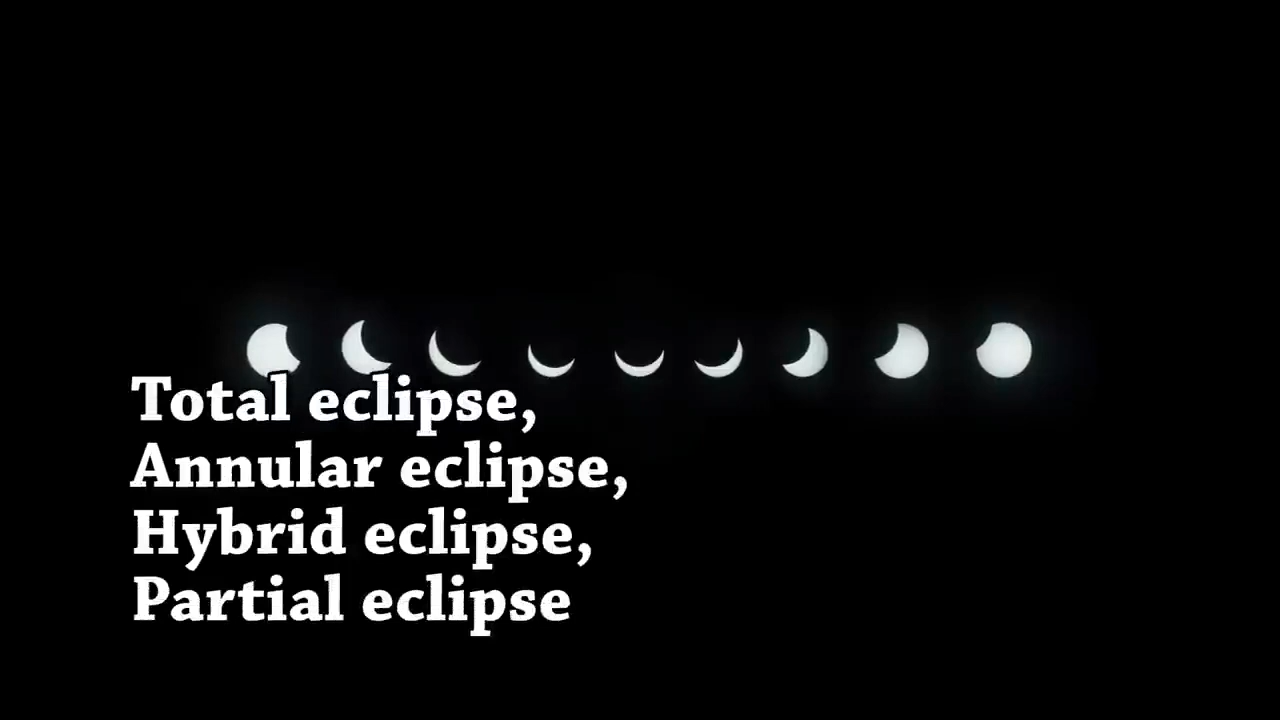 Total eclipse,
Annular eclipse,
Hybrid eclipse,
Partial eclipse